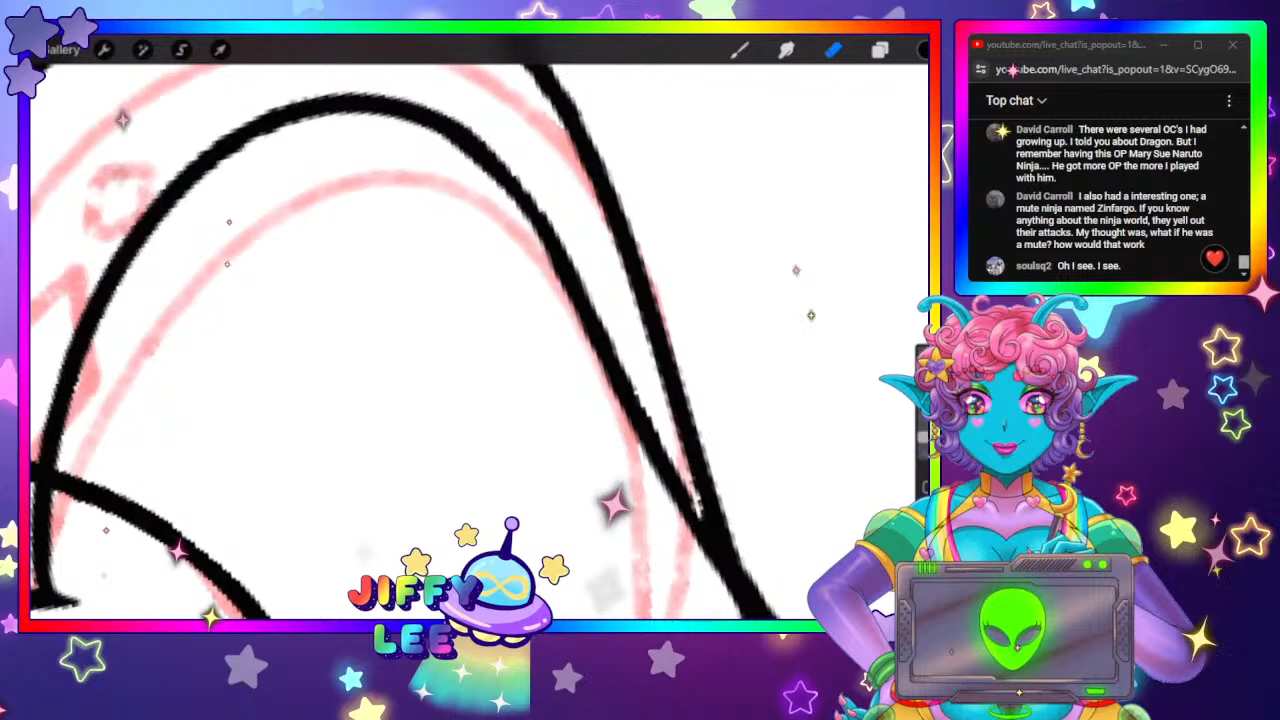 Gallery
youtube.com/live_chat?is_popout=1&...
youtube.com/live_chat?is_popout=1&v=SCygO69...
Top chat
David Carroll There were several OC's I had
growing up. I told you about Dragon. But I
remember having this OP Mary Sue Naruto
Ninja.... He got more OP the more I played
with him.
David Carroll I also had a interesting one; a
mute ninja named Zinfargo. If you know
anything about the ninja world, they yell out
their attacks. My thought was, what if he was
a mute? how would that work
soulsq2 Oh I see. I see.
JIFFY
LEE